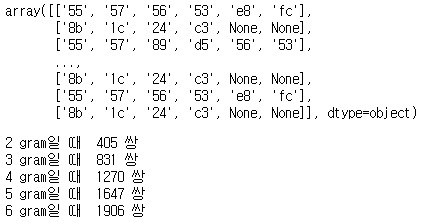 array([['55', '57', '56', '53', 'e8', 'fc'],
['8b', '1c', '24', 'c3', None, None],
['55', '57', '89', 'd5', '56', '53'],
...,
['8b', '1c', '24', 'c3', None, None],
['55', '57', '56', '53', 'e8', 'fc'],
['8b', '1c', '24', 'c3', None, None]], dtype=object)
2 gram일 때  405 쌍
3 gram일 때  831 쌍
4 gram일 때  1270 쌍
5 gram일 때  1647 쌍
6 gram일 때  1906 쌍